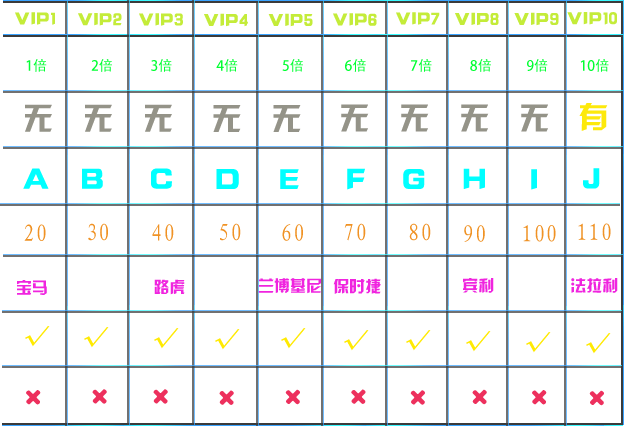 VIP1 VIP2 VIP3 VIP4 VIP5 VIP6 VIP7 VIP8 VIP9 VIP10
1倍 2倍 3倍 4倍 5倍 6倍 7倍 8倍 9倍 10倍
无 无 无 无 无 无 无 无 无 有
A B C D E F G H I J
20 30 40 50 60 70 80 90 100 110
宝马 路虎 兰博基尼 保时捷 宾利 法拉利